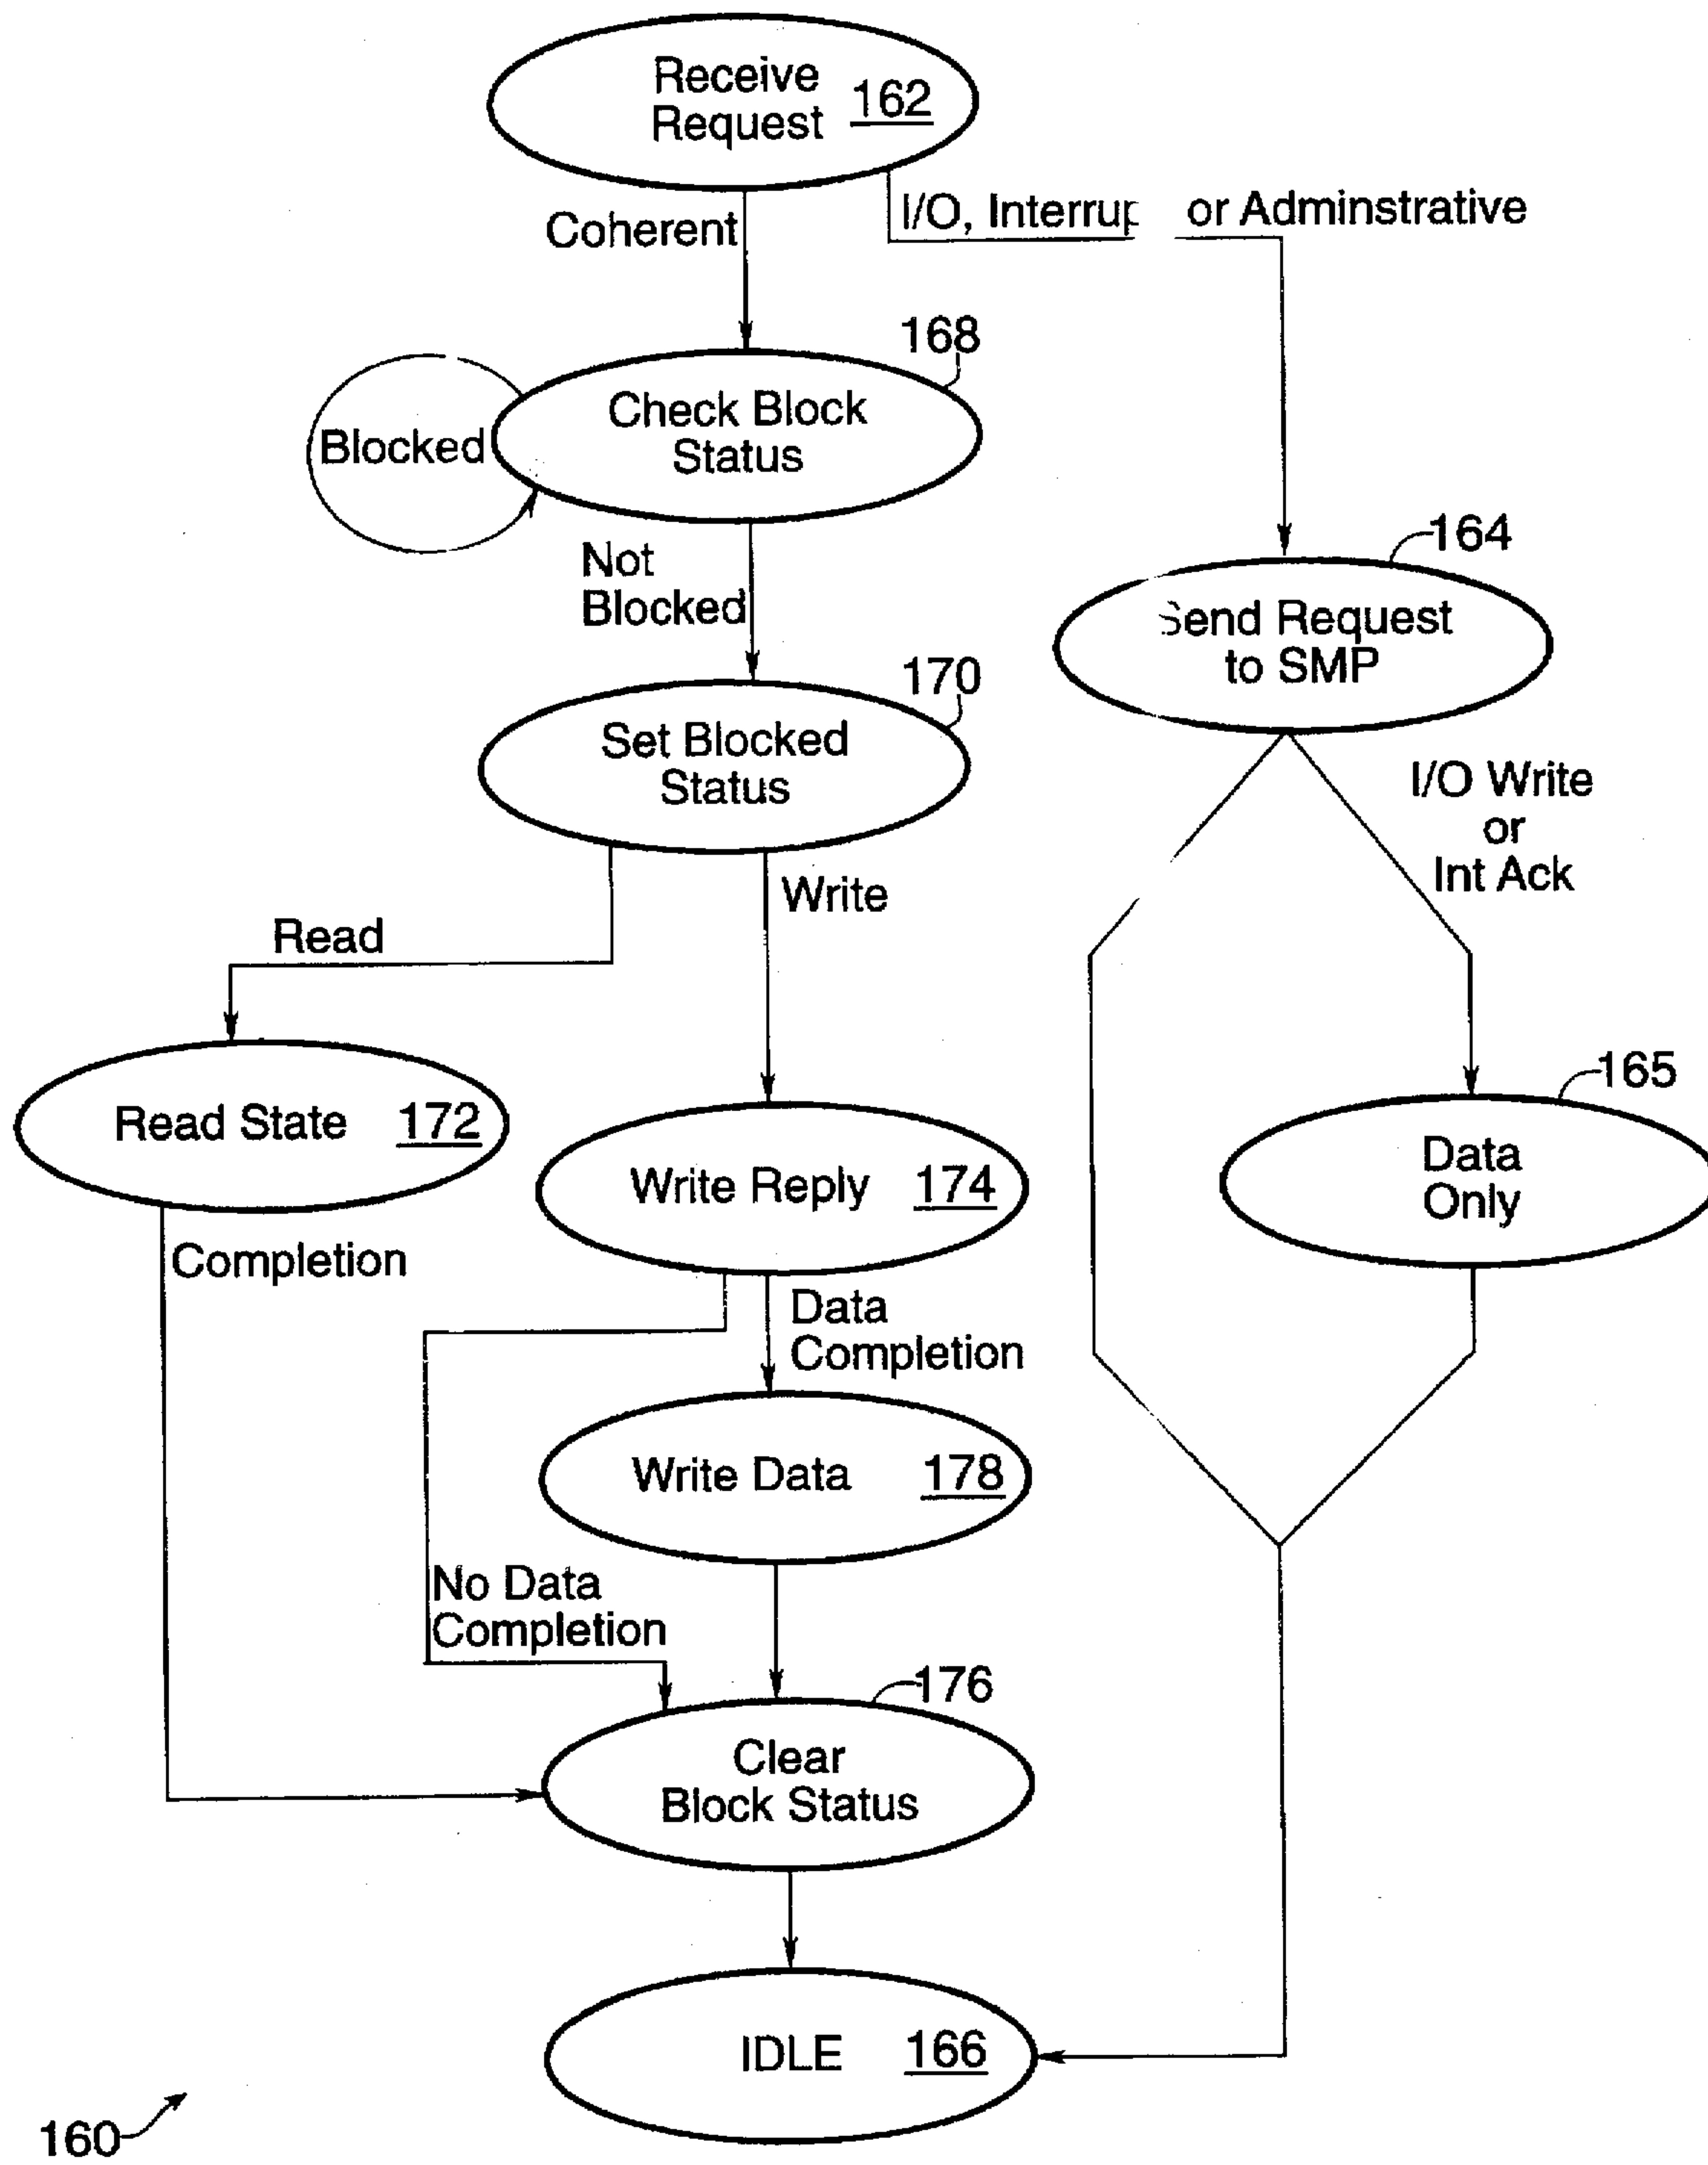 Receive
Request 162
Coherent
I/O, Interrup or Adminstrative
168
Check Block
Status
Blocked
Not
Blocked
164
Send Request
to SMP
170
Set Blocked
Status
I/O Write
or
Int Ack
Write
Read
165
Data
Only
Read State 172
Write Reply 174
Completion
Data
Completion
Write Data 178
No Data
Completion
176
Clear
Block Status
IDLE 166
160